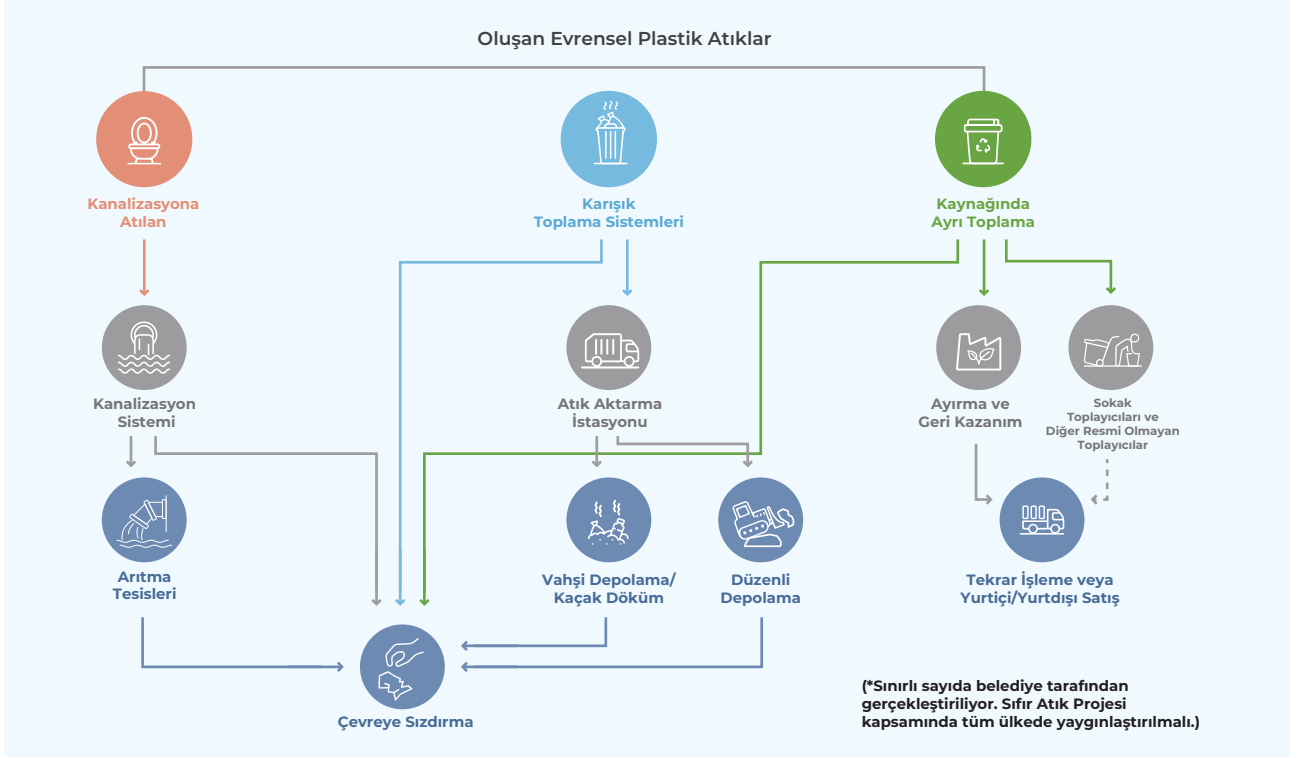 Oluşan Evrensel Plastik Atıklar
Kanalizasyona
Atılan
Karışık
Toplama Sistemleri
Kaynağında
Ayrı Toplama
Kanalizasyon
Sistemi
Atık Aktarma
İstasyonu
Ayırma ve
Geri Kazanım
Sokak
Toplayıcıları ve
Diğer Resmi Olmayan
Toplayıcılar
Arıtma
Tesisleri
Vahşi Depolama/
Kaçak Döküm
Düzenli
Depolama
Tekrar İşleme veya
Yurtiçi/Yurtdışı Satış
Çevreye Sızdırma
(*Sınırlı sayıda belediye tarafından
gerçekleştiriliyor. Sıfır Atık Projesi
kapsamında tüm ülkede yaygınlaştırılmalı.)